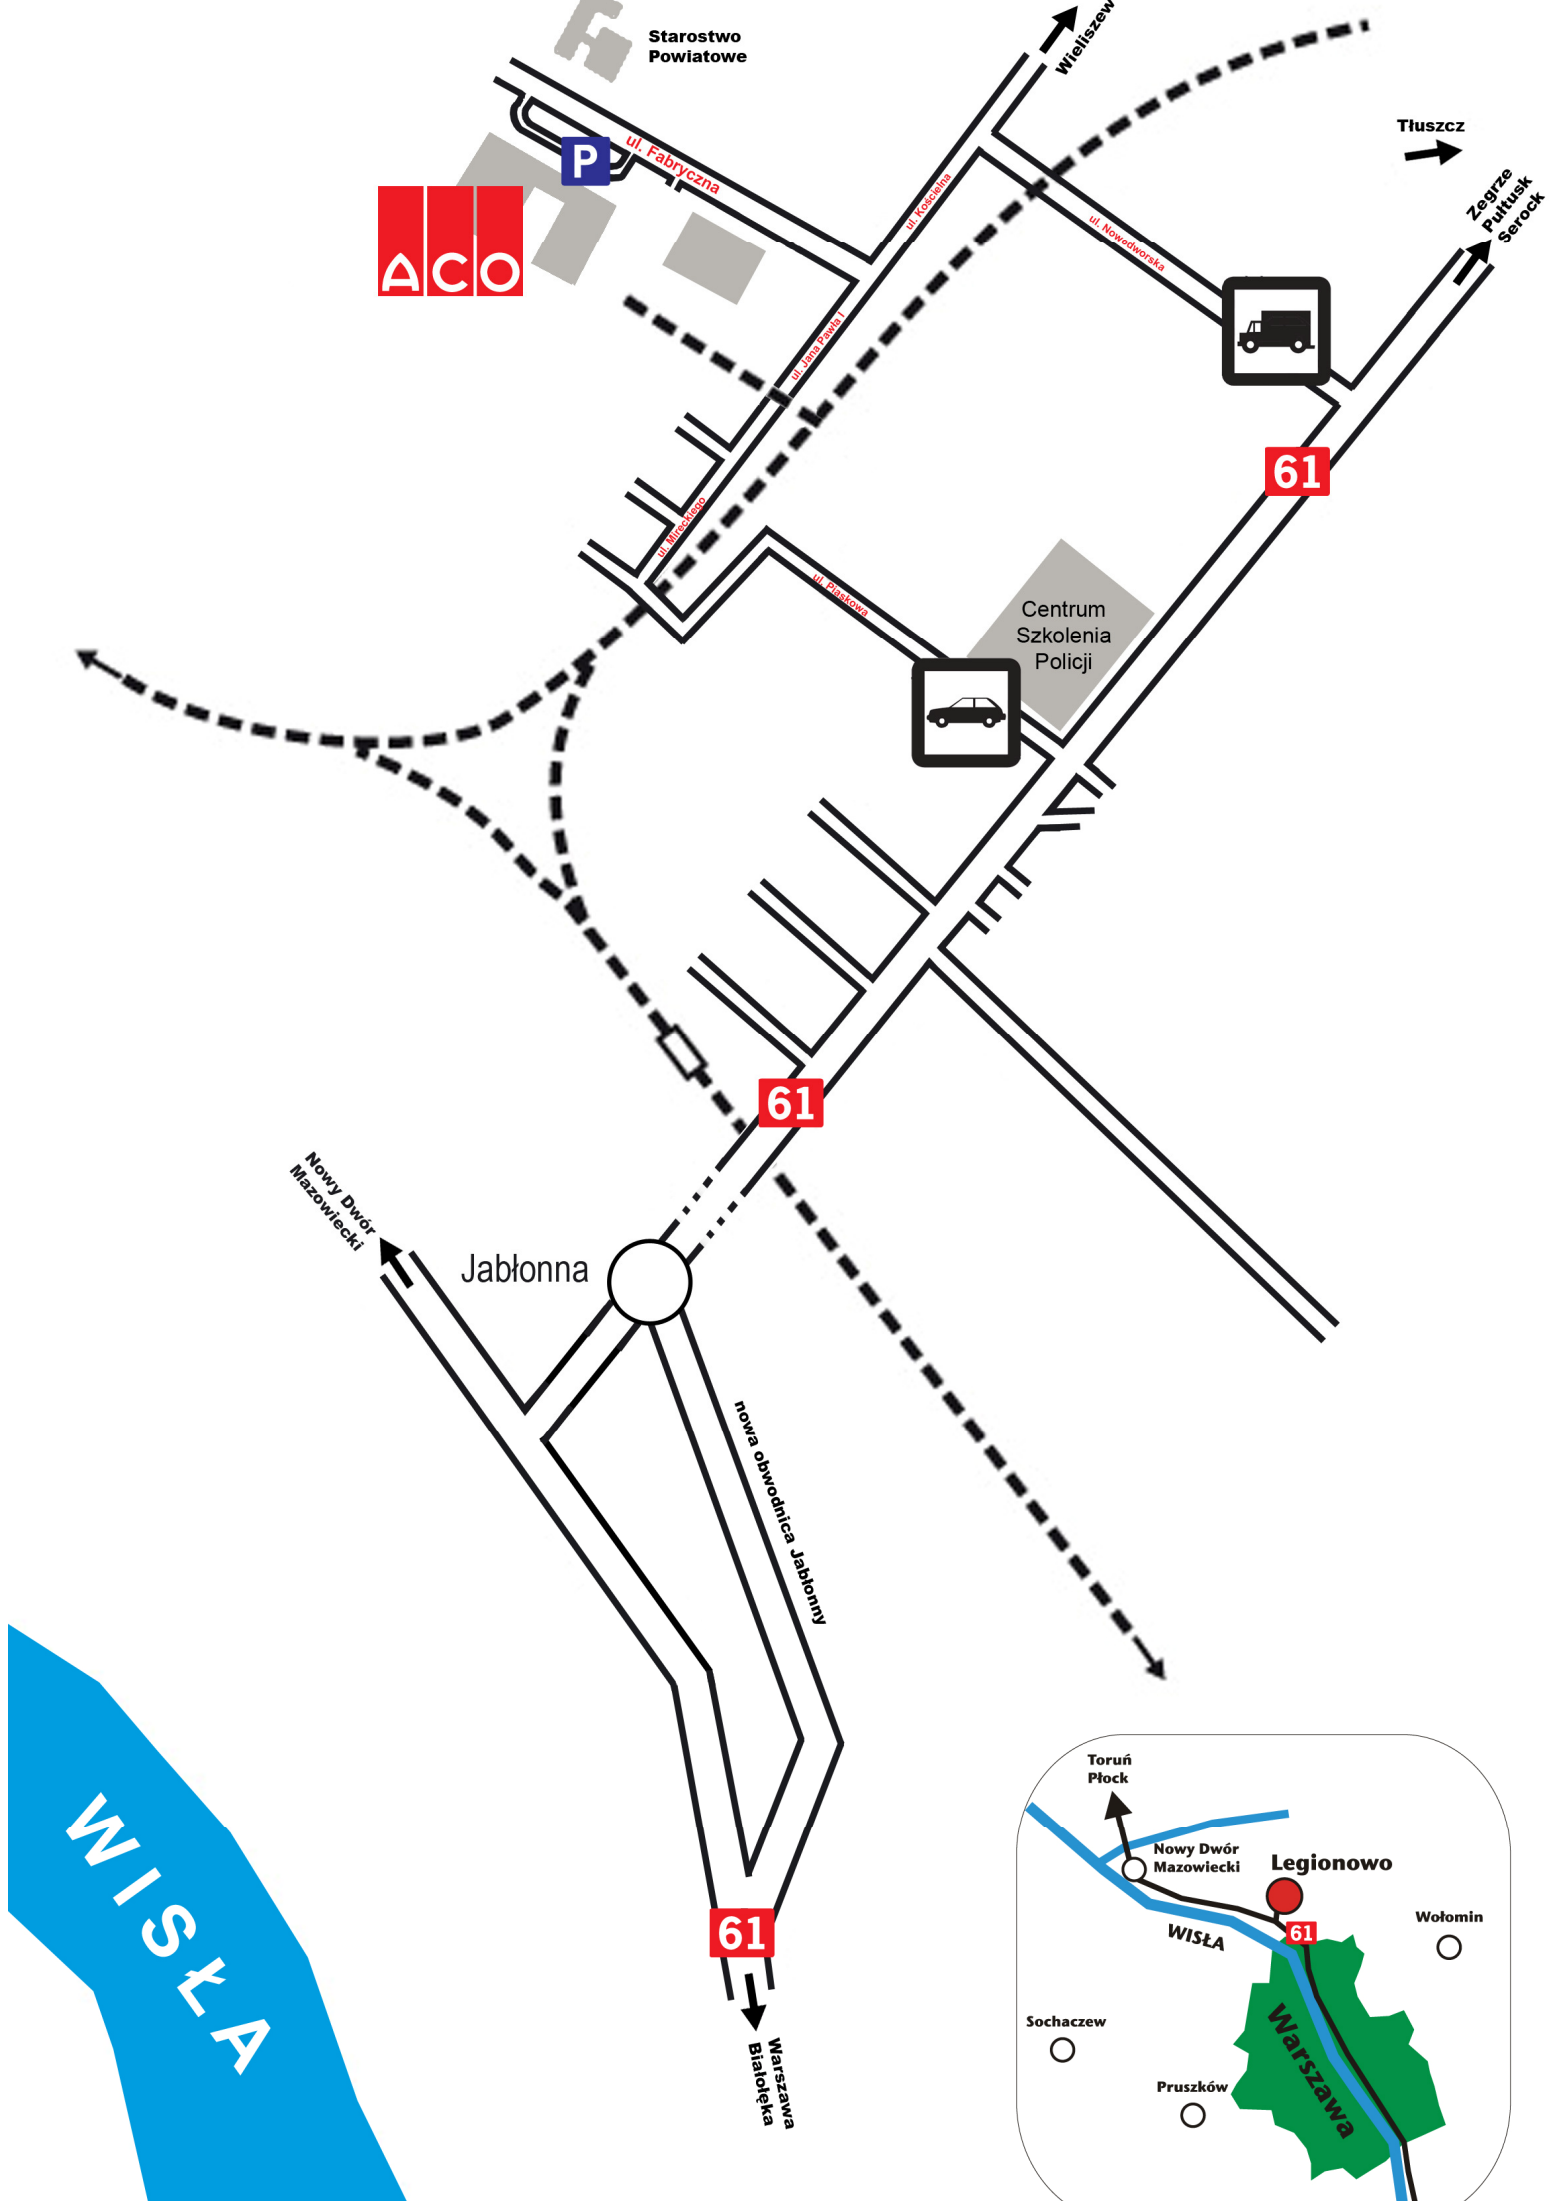 Starostwo
Powiatowe
Wieliszew
Tłuszcz
Zegrze
Pułtusk
Serock
P
ul. Fabryczna
ul. Kościelna
ul. Nowodworska
ACO
ul. Jana Pawła I
61
ul. Mireckiego
ul. Piaskowa
Centrum
Szkolenia
Policji
61
Nowy Dwór
Mazowiecki
Jabłonna
nowa obwodnica Jabłonny
WISŁA
61
Warszawa
Białołęka
Toruń
Płock
Nowy Dwór
Mazowiecki
Legionowo
61
Wołomin
WISŁA
Sochaczew
Warszawa
Pruszków